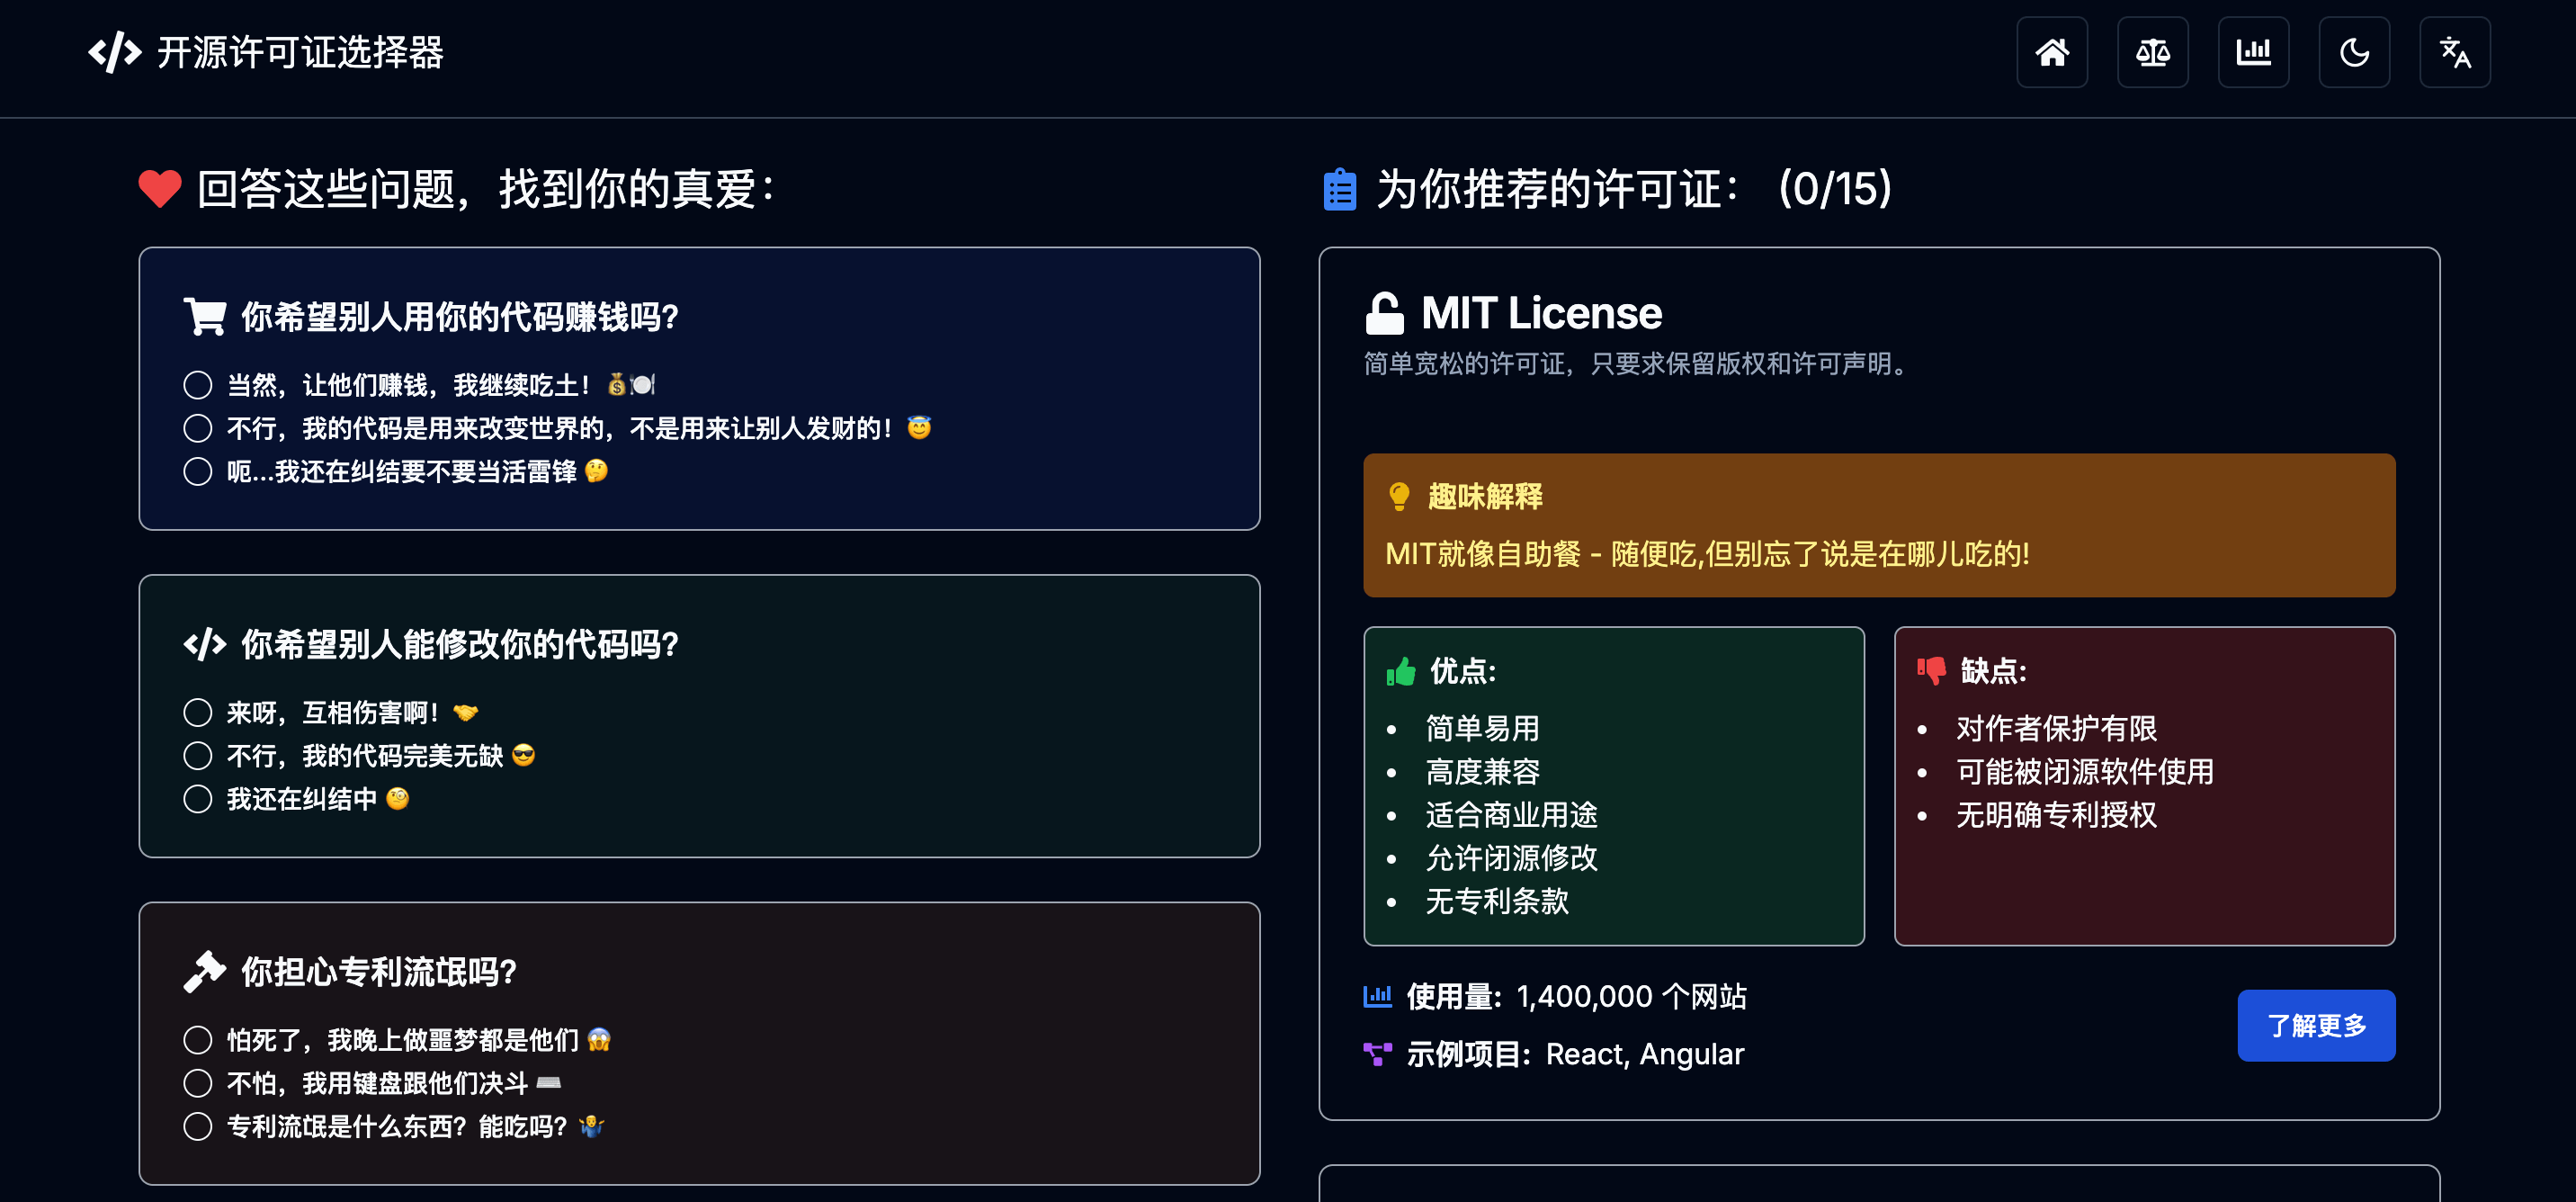 开源许可证选择器
回答这些问题，找到你的真爱：
你希望别人用你的代码赚钱吗？
当然，让他们赚钱，我继续吃土！💰🍽️
不行，我的代码是用来改变世界的，不是用来让别人发财的！😇
呃...我还在纠结要不要当活雷锋 🤔
你希望别人能修改你的代码吗？
来呀，互相伤害啊！🤝
不行，我的代码完美无缺 😎
我还在纠结中 🧐
你担心专利流氓吗？
怕死了，我晚上做噩梦都是他们 😱
不怕，我用键盘跟他们决斗 ⌨️
专利流氓是什么东西？能吃吗？🤷‍♂️
为你推荐的许可证： (0/15)
MIT License
简单宽松的许可证，只要求保留版权和许可声明。
趣味解释
MIT就像自助餐 - 随便吃,但别忘了说是在哪儿吃的!
优点:
• 简单易用
• 高度兼容
• 适合商业用途
• 允许闭源修改
• 无专利条款
缺点:
• 对作者保护有限
• 可能被闭源软件使用
• 无明确专利授权
使用量: 1,400,000 个网站
示例项目: React, Angular
了解更多